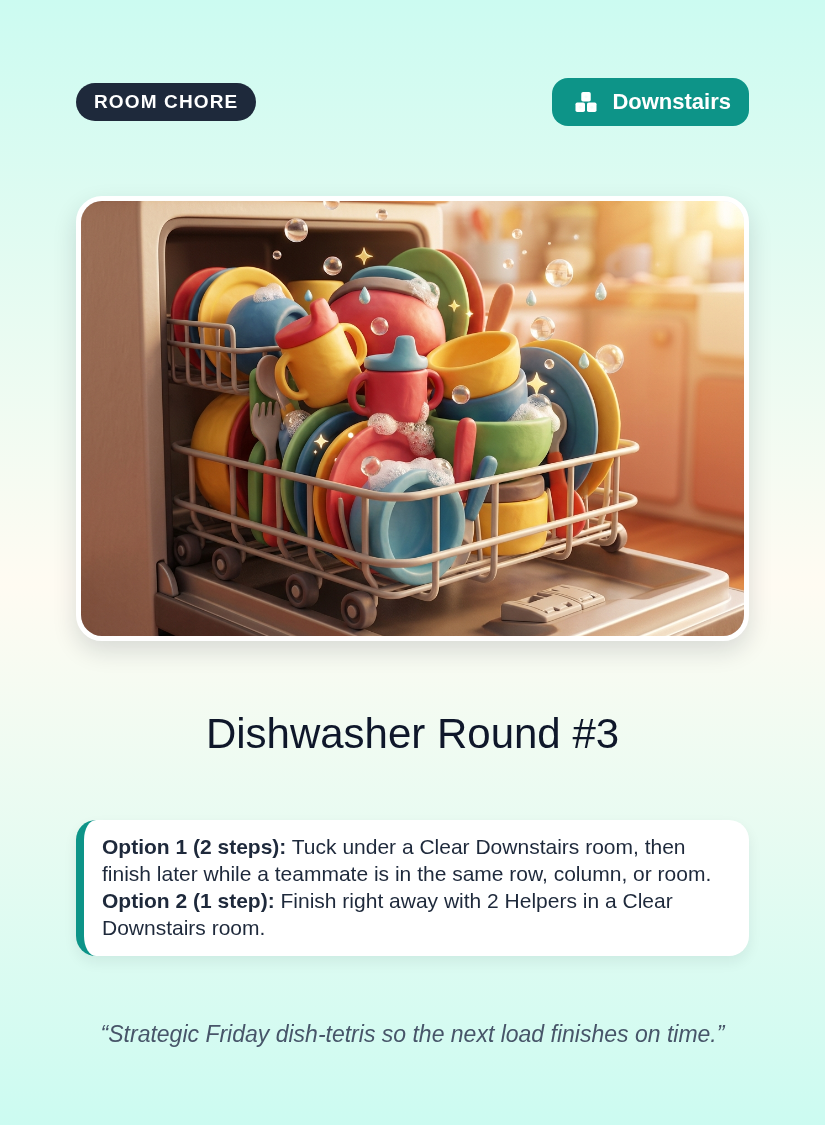 ROOM CHORE
Downstairs
Dishwasher Round #3
Option 1 (2 steps): Tuck under a Clear Downstairs room, then
finish later while a teammate is in the same row, column, or room.
Option 2 (1 step): Finish right away with 2 Helpers in a Clear
Downstairs room.
“Strategic Friday dish-tetris so the next load finishes on time.”